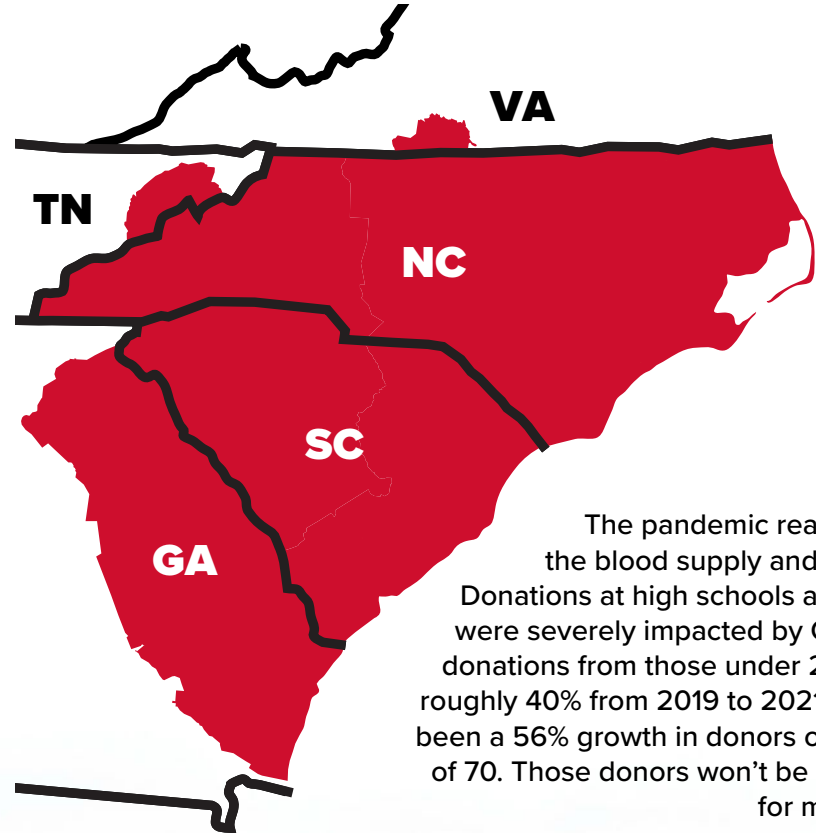 VA
TN
NC
SC
GA
The pandemic rea
the blood supply and
Donations at high schools a
were severely impacted by
donations from those under 2
roughly 40% from 2019 to 2021
been a 56% growth in donors o
of 70. Those donors won’t be
for m